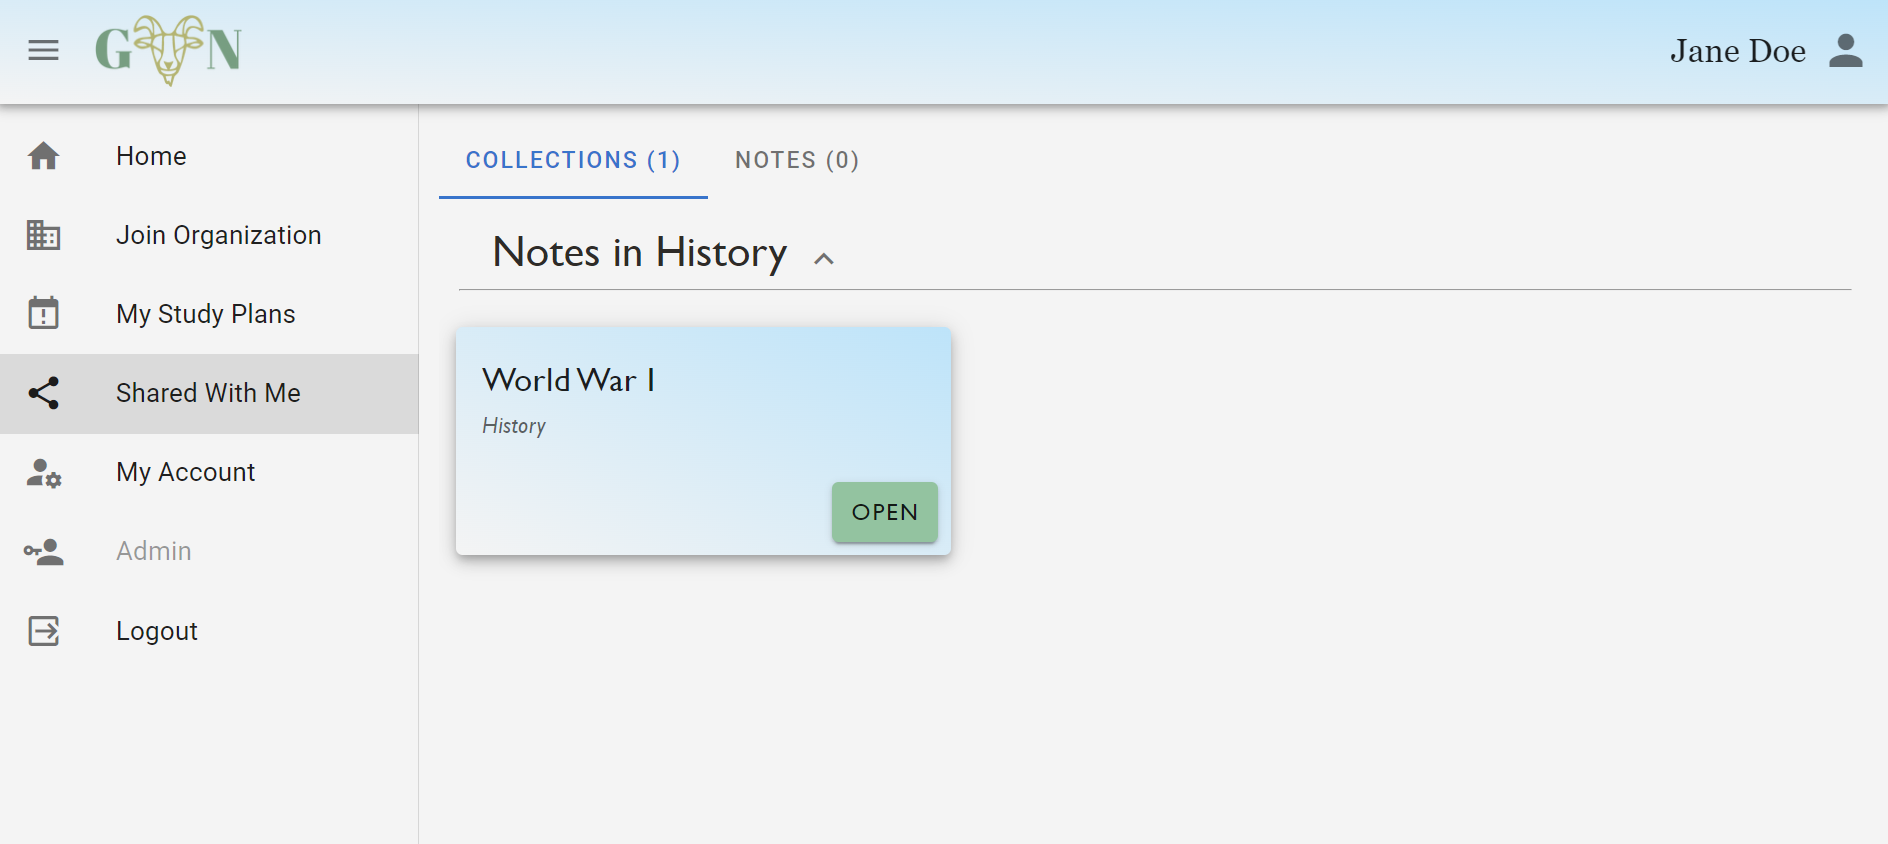 G N
Jane Doe
Home
Join Organization
My Study Plans
Shared With Me
My Account
Admin
Logout
COLLECTIONS (1)
NOTES (0)
Notes in History
World War I
History
OPEN